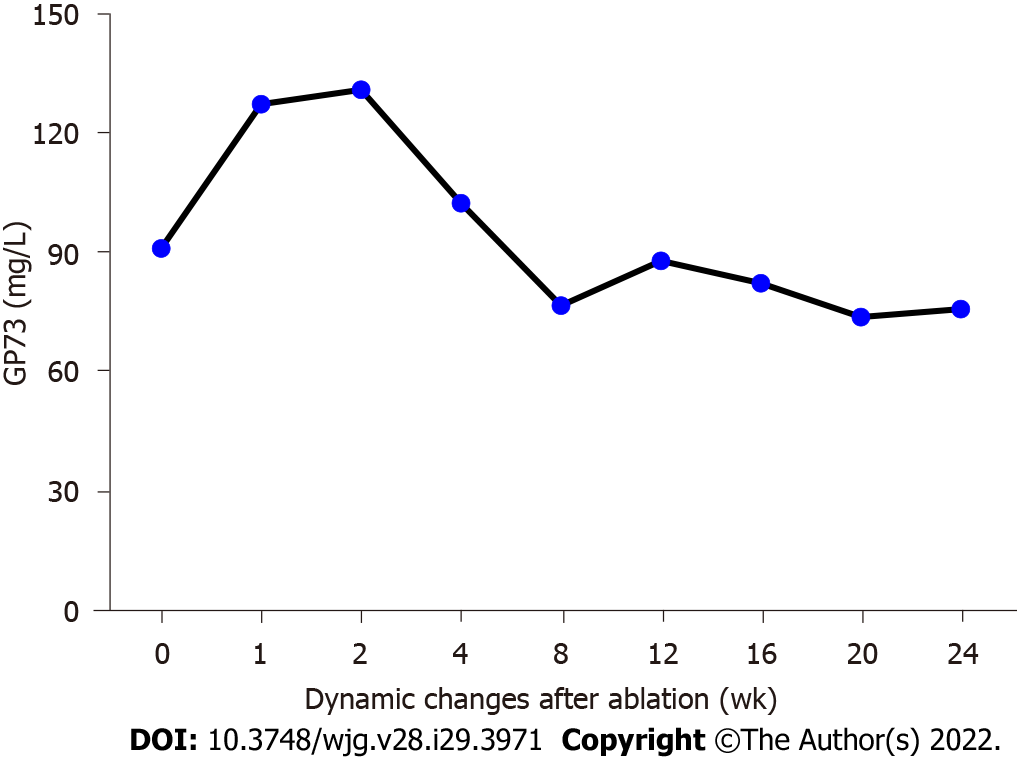 150
120
90
60
30
0
GP73 (mg/L)
0 1 2 4 8 12 16 20 24
Dynamic changes after ablation (wk)
DOI: 10.3748/wjg.v28.i29.3971 Copyright ©The Author(s) 2022.